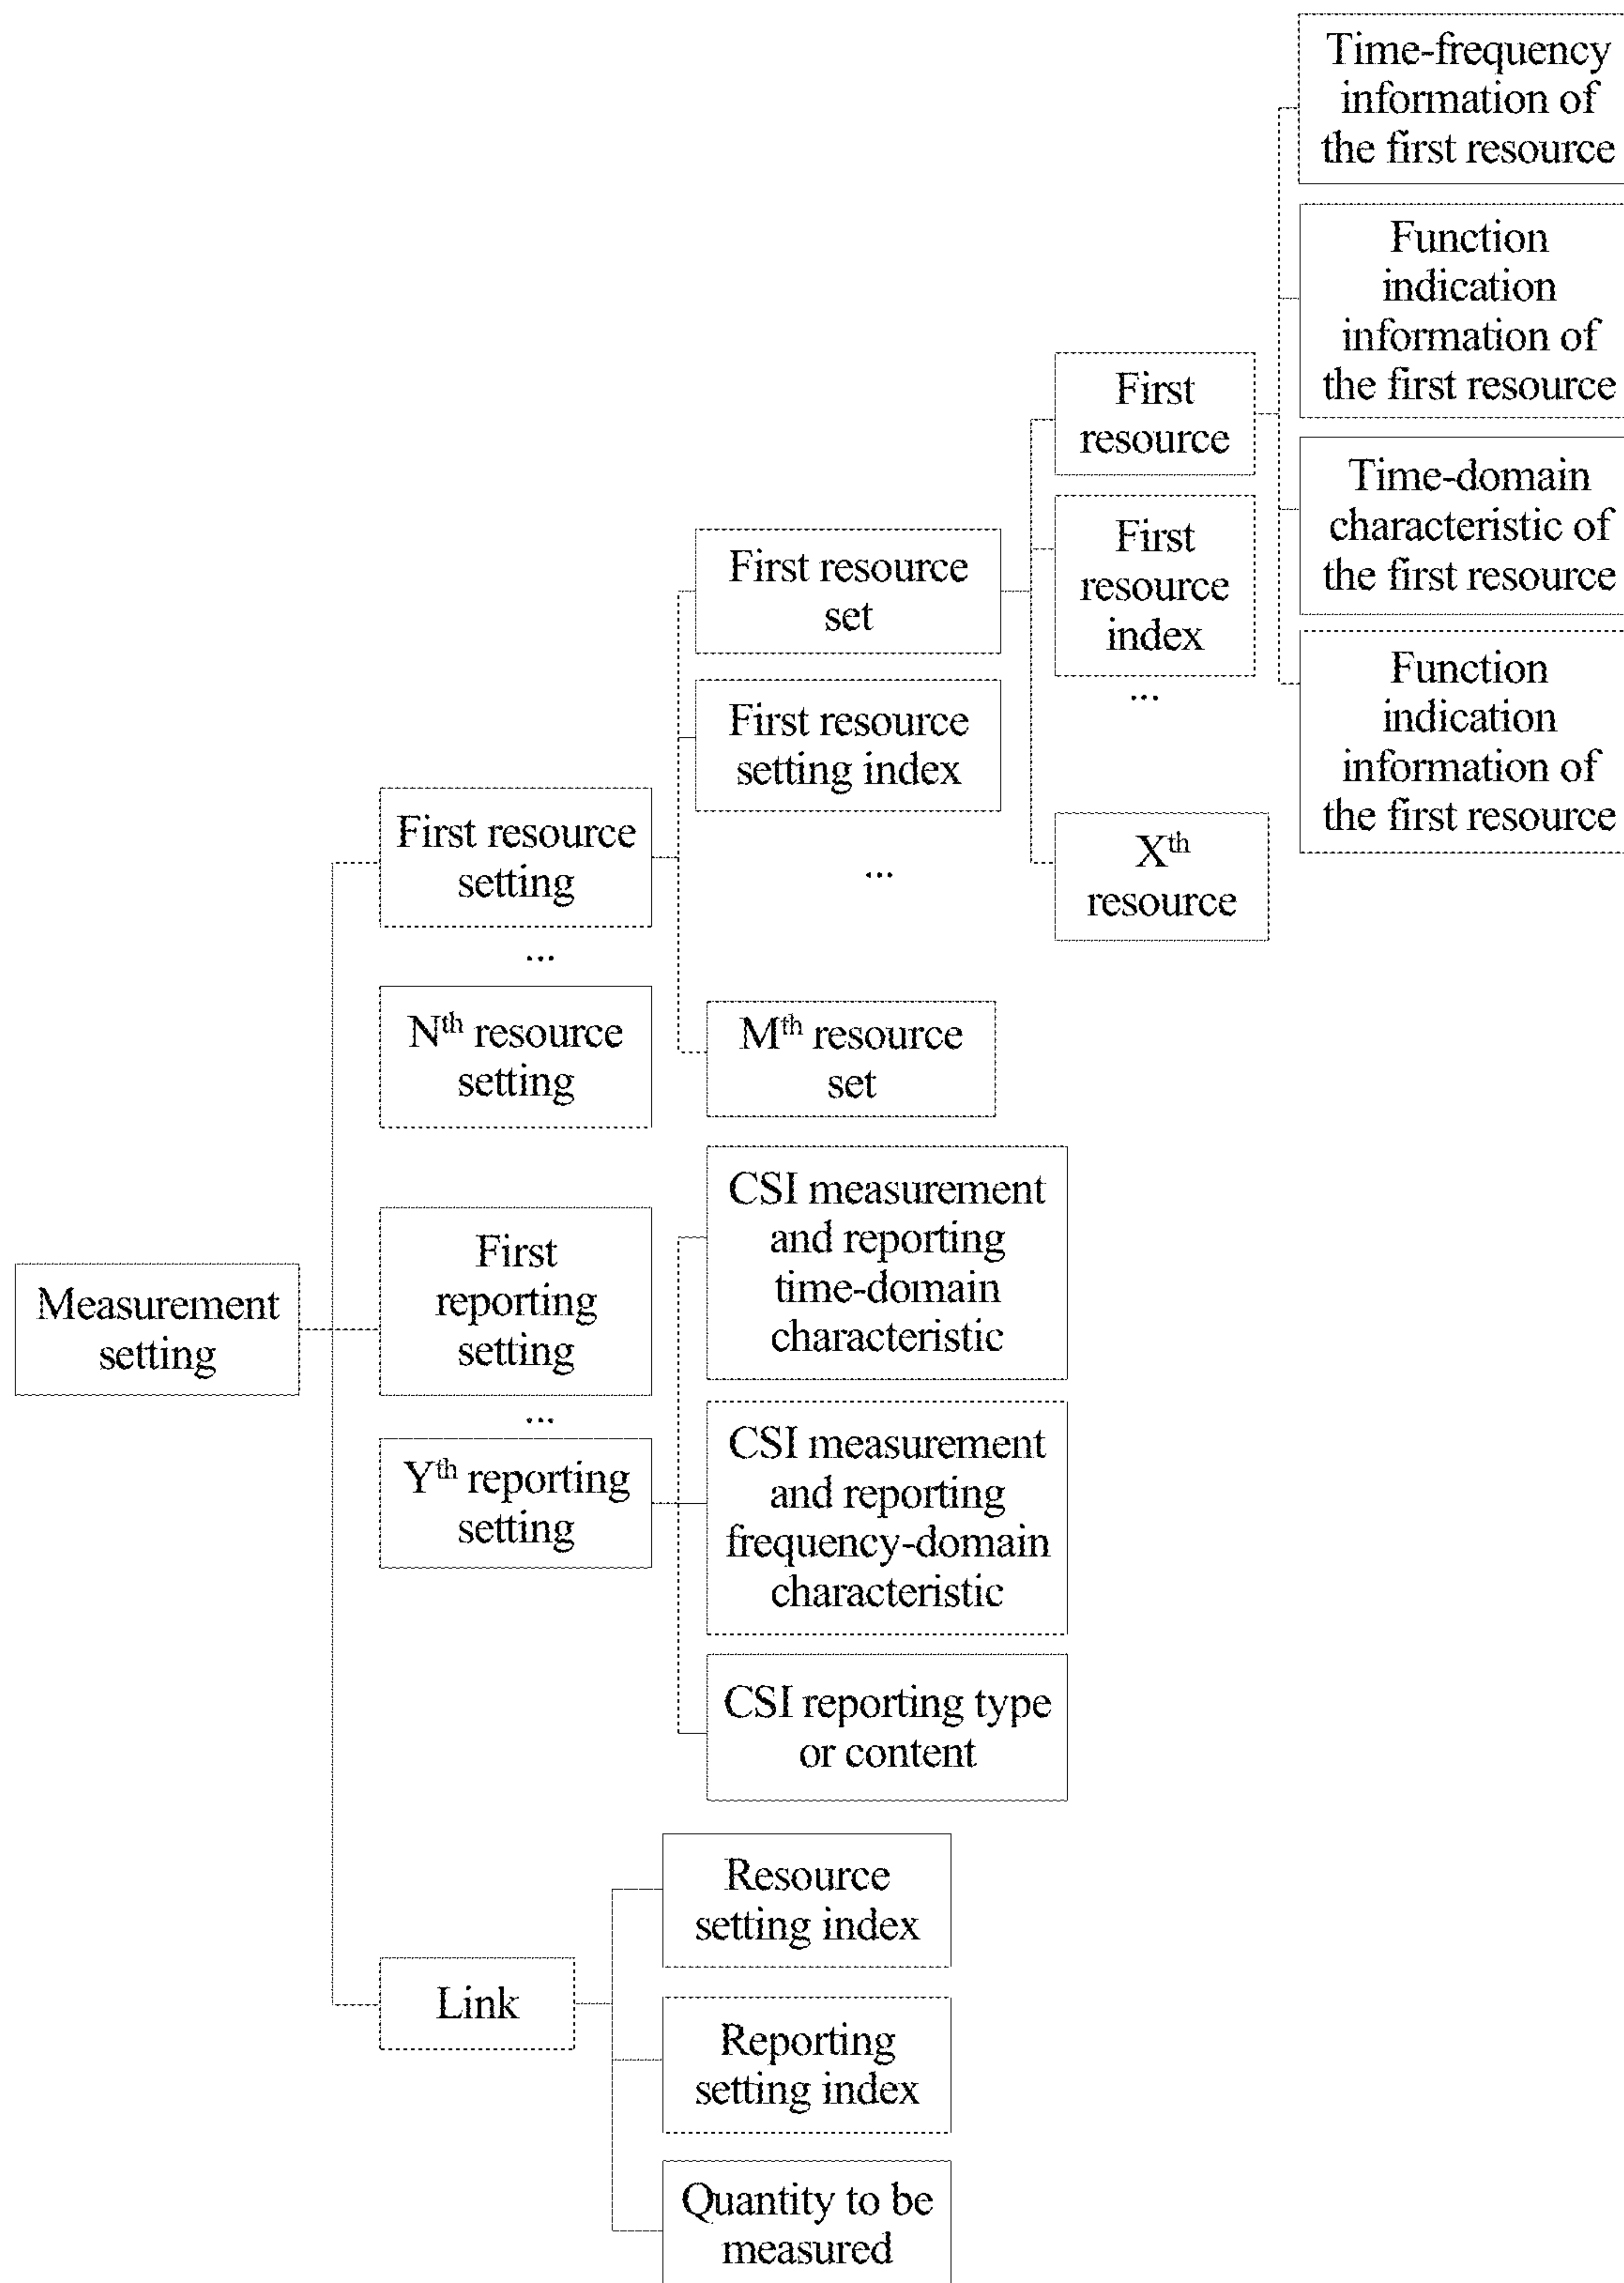 Time-frequency
information of
the first resource
Function
indication
information of
the first resource
Time-domain
characteristic of
the first resource
Function
indication
information of
the first resource
First
resource
First
resource
index
...
Xth
resource
First resource
set
First resource
setting index
...
Mth resource
set
First resource
setting
...
Nth resource
setting
Measurement
setting
First
reporting
setting
...
Yth reporting
setting
CSI measurement
and reporting
time-domain
characteristic
CSI measurement
and reporting
frequency-domain
characteristic
CSI reporting type
or content
Link
Resource
setting index
Reporting
setting index
Quantity to be
measured